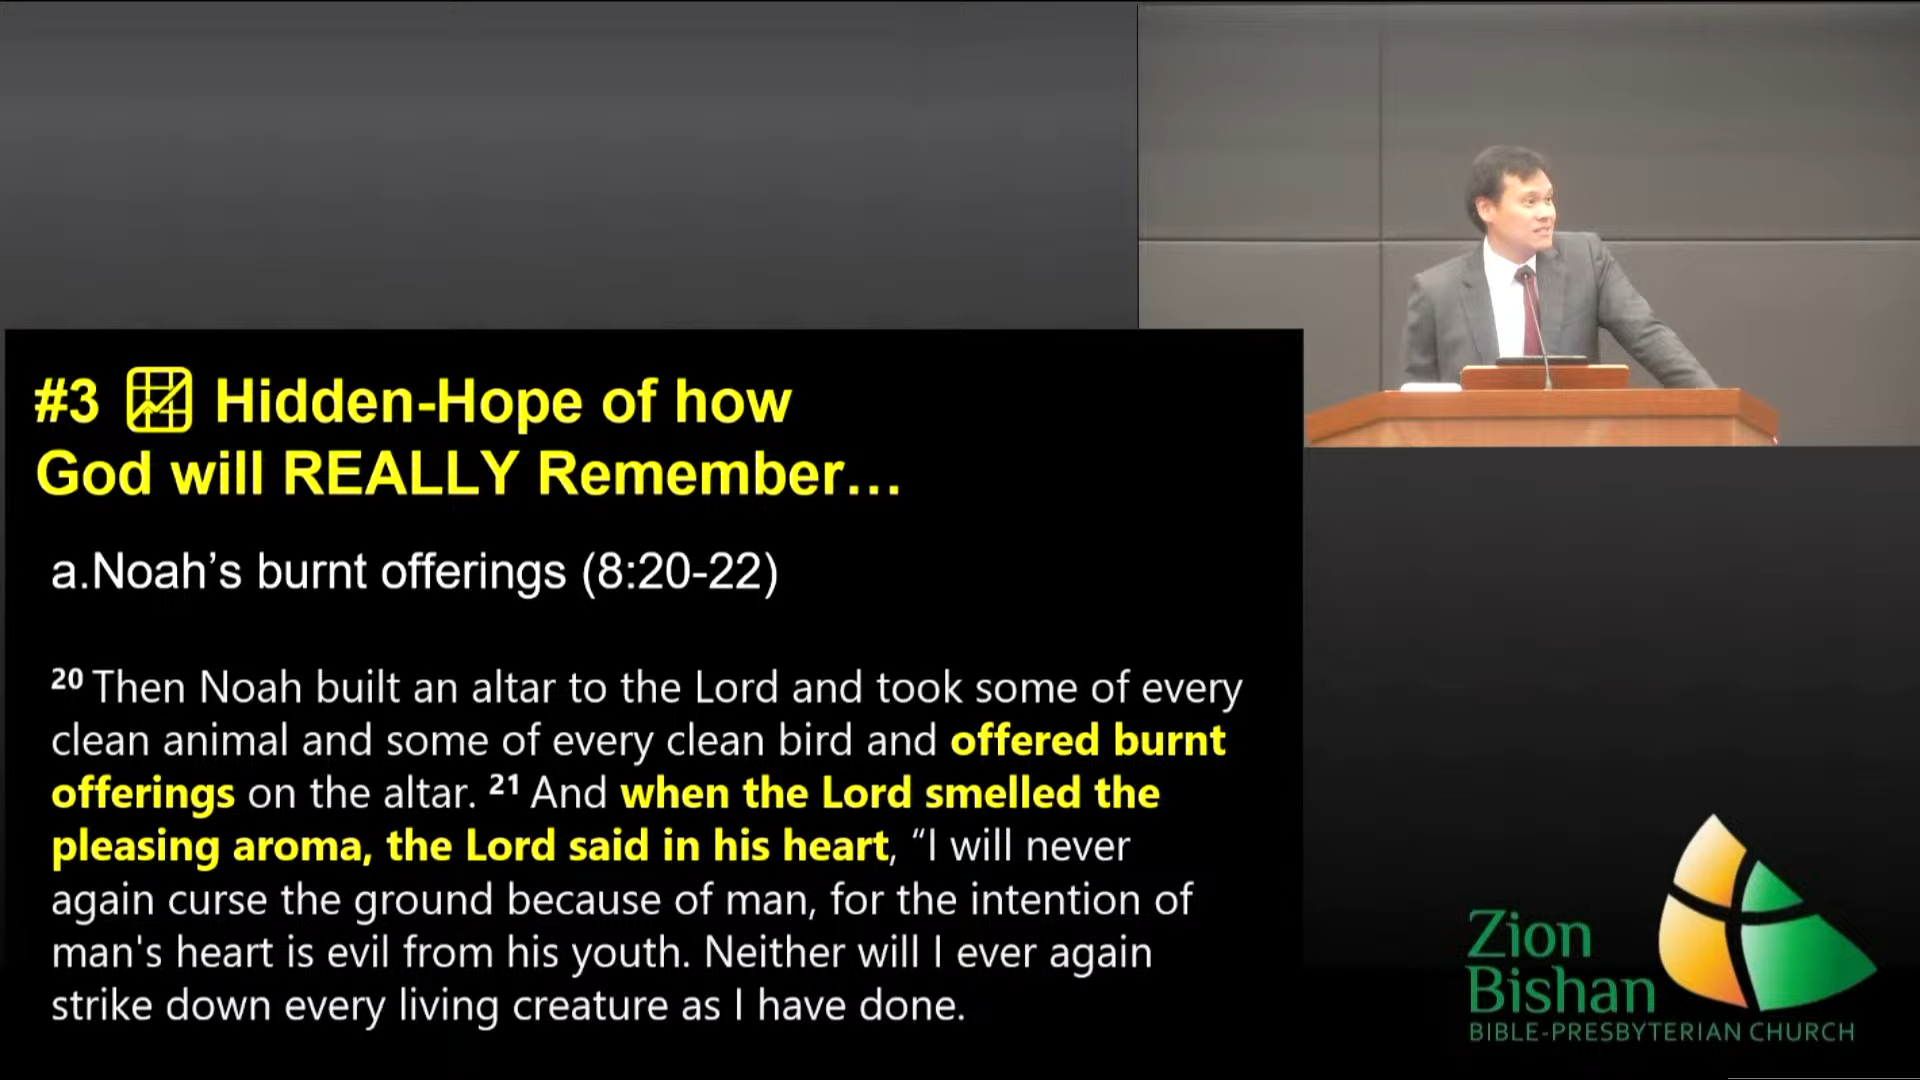 #3 Hidden-Hope of how
God will REALLY Remember…
a.Noah’s burnt offerings (8:20-22)
20 Then Noah built an altar to the Lord and took some of every
clean animal and some of every clean bird and offered burnt
offerings on the altar. 21 And when the Lord smelled the
pleasing aroma, the Lord said in his heart, “I will never
again curse the ground because of man, for the intention of
man's heart is evil from his youth. Neither will I ever again
strike down every living creature as I have done.
Zion
Bishan
BIBLE-PRESBYTERIAN CHURCH